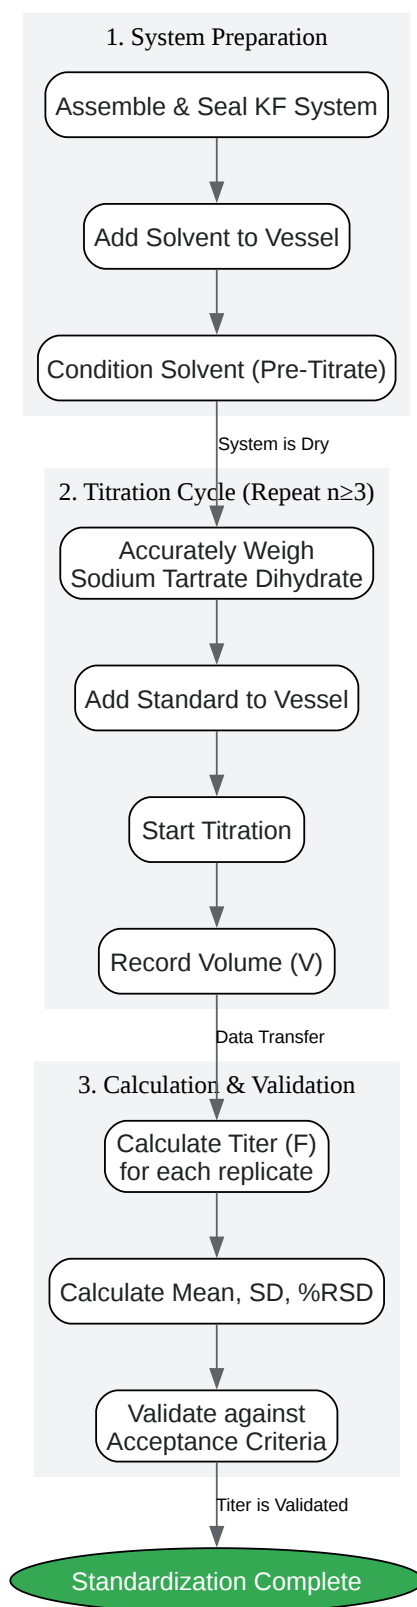 1. System Preparation
Assemble & Seal KF System
Add Solvent to Vessel
Condition Solvent (Pre-Titrate)
System is Dry
2. Titration Cycle (Repeat n≥3)
Accurately Weigh
Sodium Tartrate Dihydrate
Add Standard to Vessel
Start Titration
Record Volume (V)
Data Transfer
3. Calculation & Validation
Calculate Titer (F)
for each replicate
Calculate Mean, SD, %RSD
Validate against
Acceptance Criteria
Titer is Validated
Standardization Complete